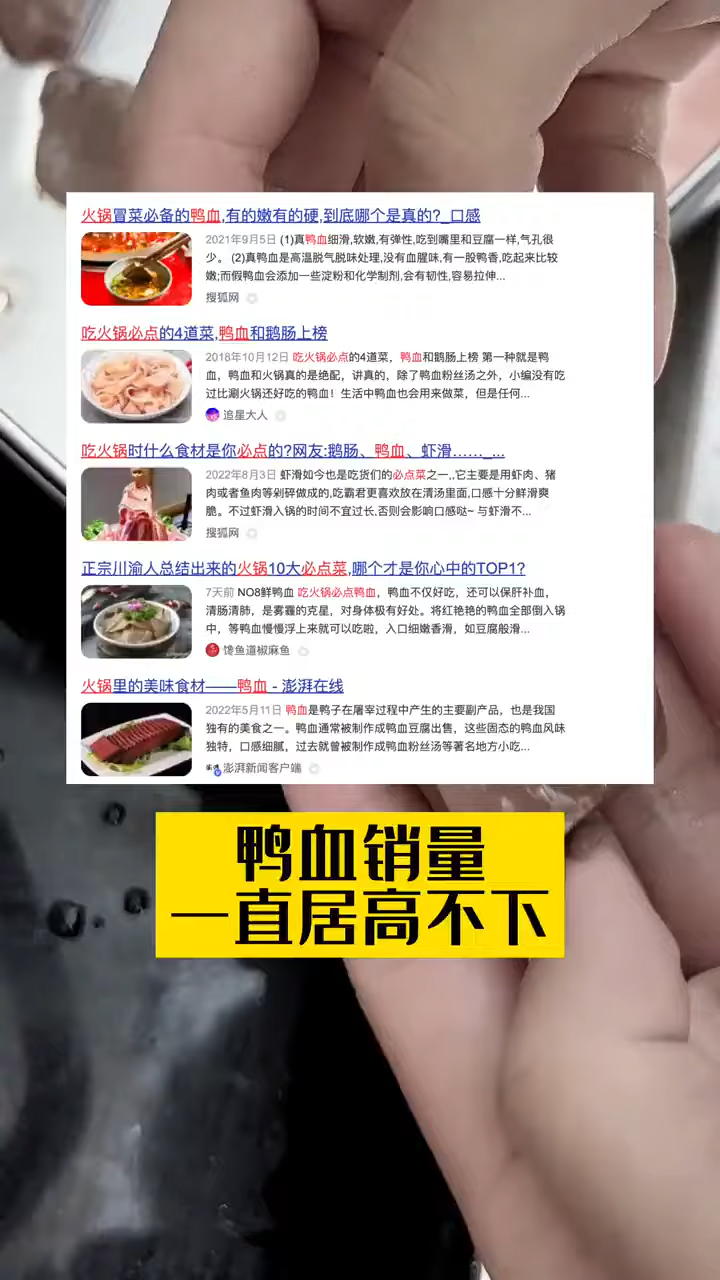 火锅冒菜必备的鸭血,有的嫩有的硬,到底哪个是真的?_口感
2021年9月5日 (1)真鸭血细滑,软嫩,有弹性,吃到嘴里和豆腐一样,气孔很
少。 (2)真鸭血是高温脱气脱味处理,没有血腥味,有一股鸭香,吃起来比较
嫩;而假鸭血会添加一些淀粉和化学制剂,会有韧性,容易拉伸...
搜狐网
吃火锅必点的4道菜,鸭血和鹅肠上榜
2018年10月12日 吃火锅必点的4道菜，鸭血和鹅肠上榜 第一种就是鸭
血，鸭血和火锅真的是绝配，讲真的，除了鸭血粉丝汤之外，小编没有吃
过比涮火锅还好吃的鸭血！生活中鸭血也会用来做菜，但是任何...
追星大人
吃火锅时什么食材是你必点的?网友:鹅肠、鸭血、虾滑……_...
2022年8月3日 虾滑如今也是吃货们的必点菜之一,,它主要是用虾肉、猪
肉或者鱼肉等剁碎做成的,吃霸君更喜欢放在清汤里面,口感十分鲜滑爽
脆。不过虾滑入锅的时间不宜过长,否则会影响口感哒~ 与虾滑不...
搜狐网
正宗川渝人总结出来的火锅10大必点菜,哪个才是你心中的TOP1?
7天前 NO8鲜鸭血 吃火锅必点鸭血，鸭血不仅好吃，还可以保肝补血，
清肠清肺，是雾霾的克星，对身体极有好处。将红艳艳的鸭血全部倒入锅
中，等鸭血慢慢浮上来就可以吃啦，入口细嫩香滑，如豆腐般滑...
馋鱼道椒麻鱼
火锅里的美味食材——鸭血 - 澎湃在线
2022年5月11日 鸭血是鸭子在屠宰过程中产生的主要副产品，也是我国
独有的美食之一。鸭血通常被制作成鸭血豆腐出售，这些固态的鸭血风味
独特，口感细腻，过去就曾被制作成鸭血粉丝汤等著名地方小吃...
澎湃新闻客户端
鸭血销量
一直居高不下